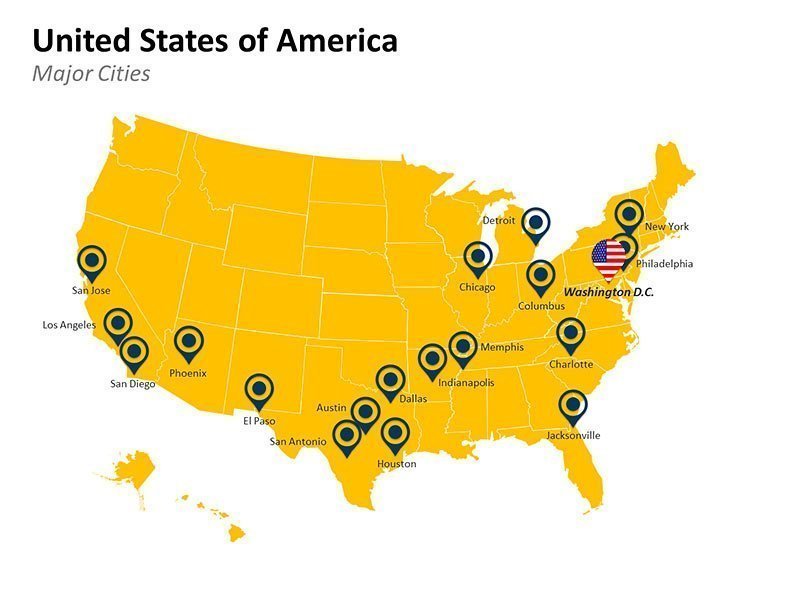 United States of America
Major Cities
Detroit
New York
Philadelphia
San Jose
Chicago
Washington D.C.
Columbus
Los Angeles
Memphis
San Diego
Phoenix
Charlotte
Indianapolis
Dallas
Austin
El Paso
San Antonio
Jacksonville
Houston